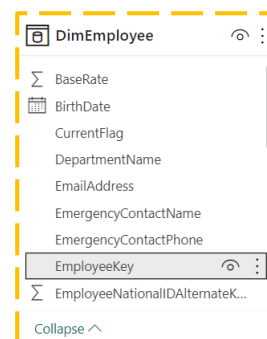 DimEmployee
BaseRate
BirthDate
CurrentFlag
DepartmentName
EmailAddress
EmergencyContactName
EmergencyContactPhone
EmployeeKey
EmployeeNationalIDAlternateK...
Collapse